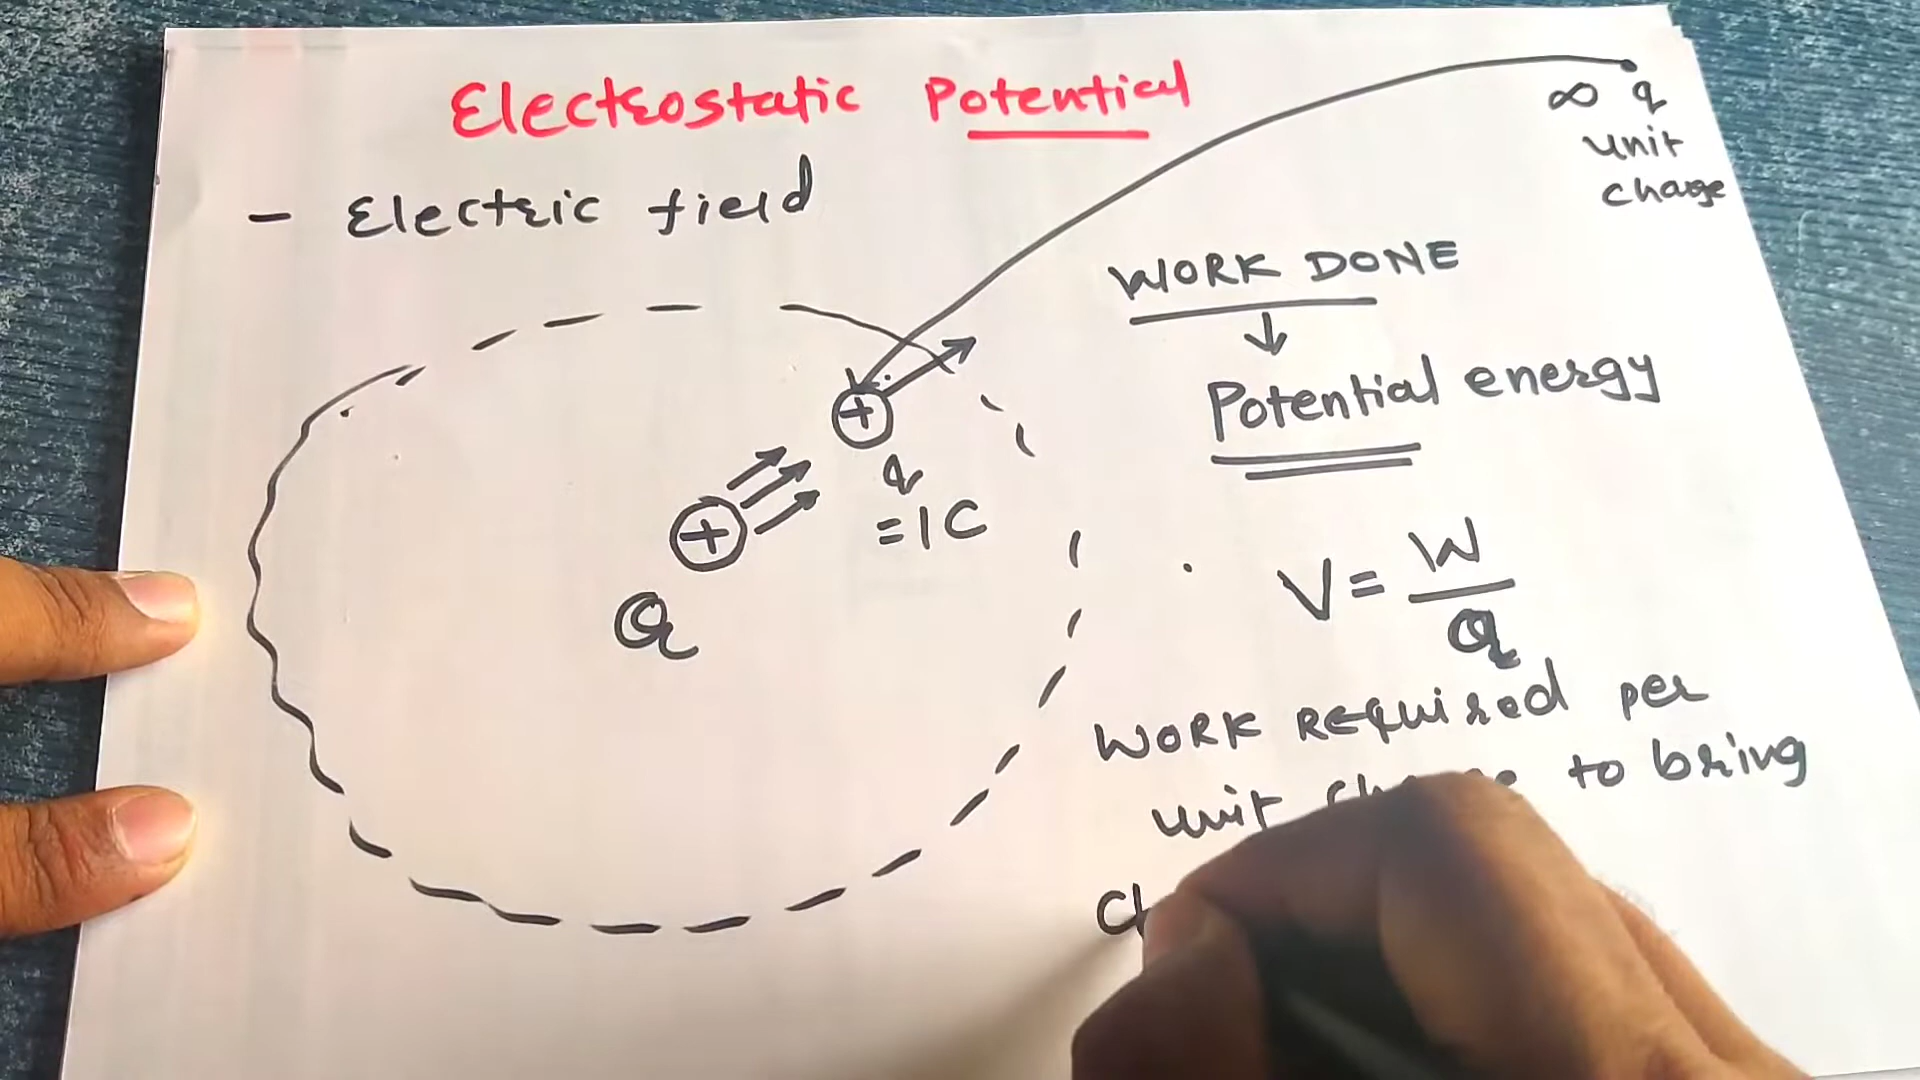 Electrostatic Potential
∞ q
unit
charge
- Electric field
WORK DONE
↓
Potential energy
+
q
= 1C
+
Q
V = W
Q
WORK REquired per
unit to bring